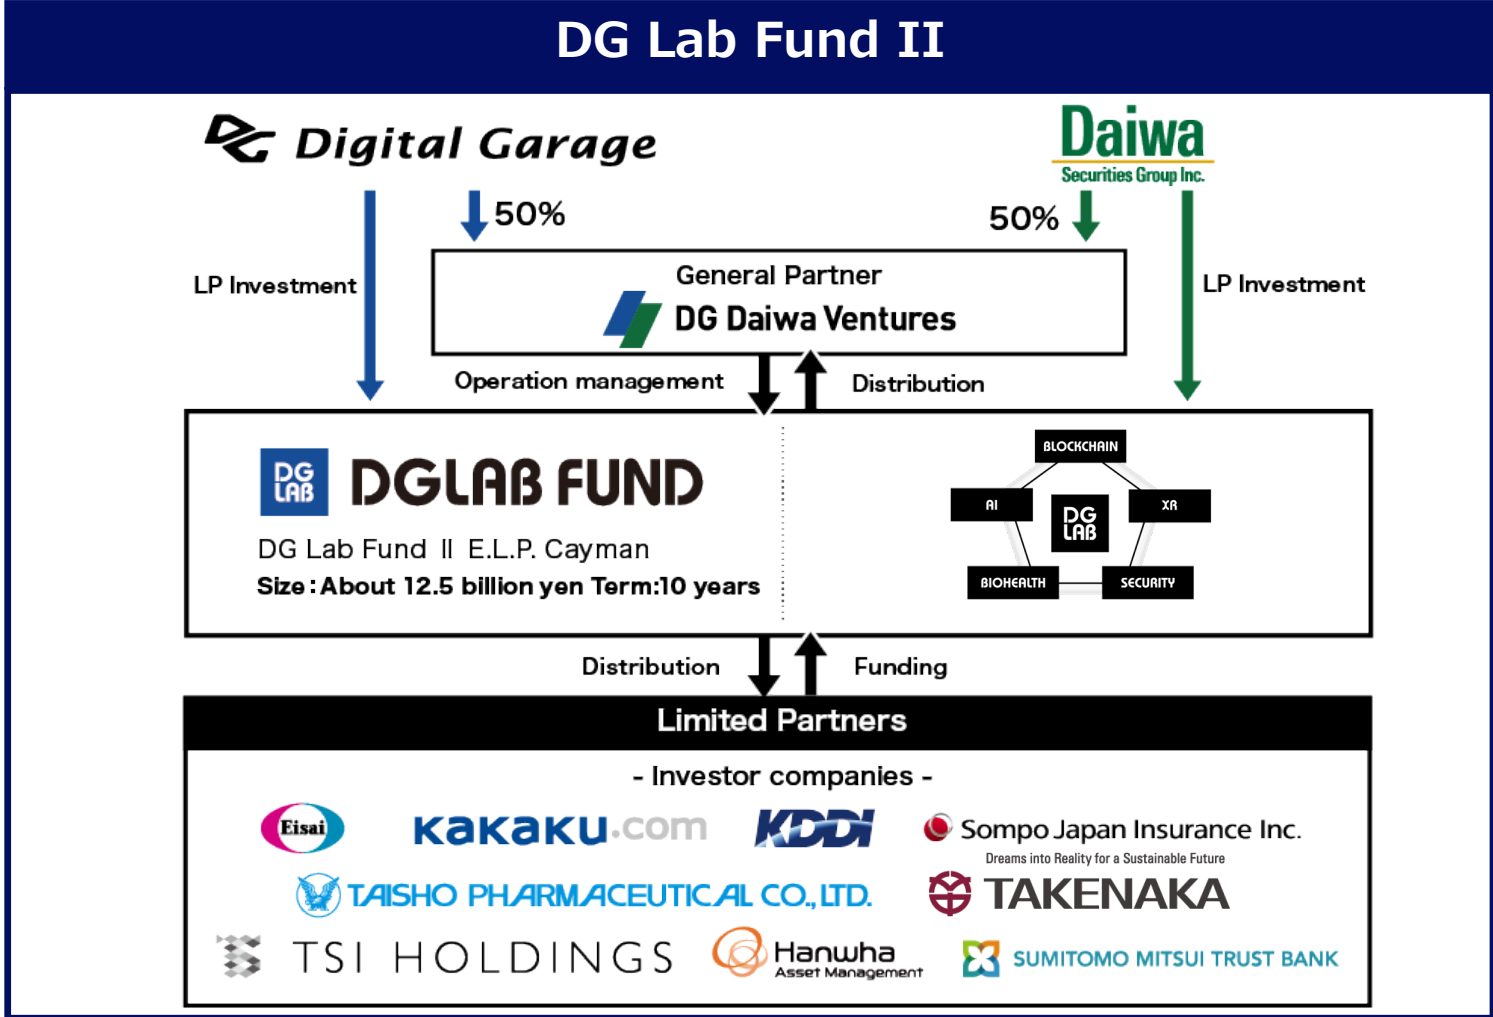 DG Lab Fund II
DG Digital Garage
Daiwa
Securities Group Inc.
50%
50%
LP Investment
General Partner
DG Daiwa Ventures
LP Investment
Operation management
Distribution
DG
LAB
DGLAB FUND
DG Lab Fund II E.L.P. Cayman
Size:About 12.5 billion yen Term:10 years
BLOCKCHAIN
AI
XR
DG
LAB
BIOHEALTH
SECURITY
Distribution
Funding
Limited Partners
- Investor companies -
Eisai
kakaku.com
KDDI
Sompo Japan Insurance Inc.
TAISHO PHARMACEUTICAL CO., LTD.
Dreams into Reality for a Sustainable Future
TAKENAKA
TSI HOLDINGS
Hanwha
Asset Management
SUMITOMO MITSUI TRUST BANK